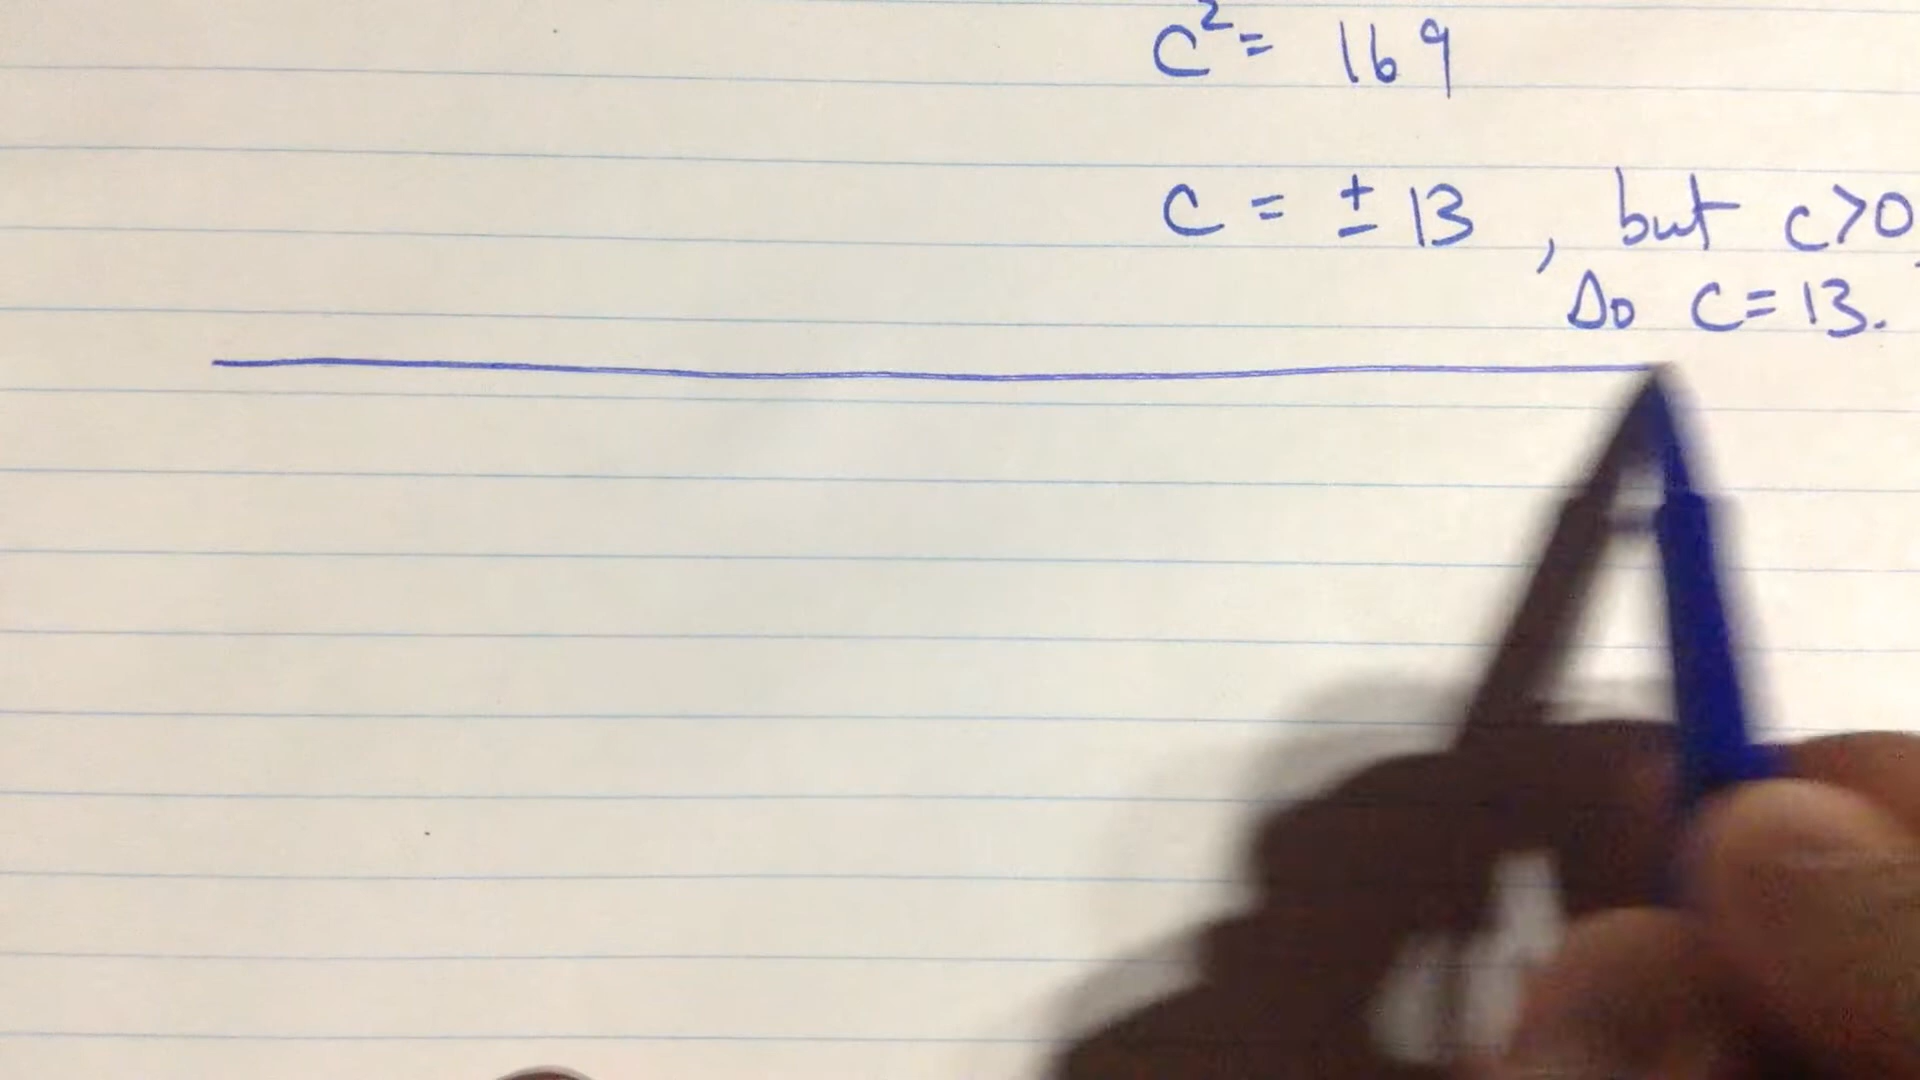 c² = 169
c = ± 13 , but c>0,
so c = 13.